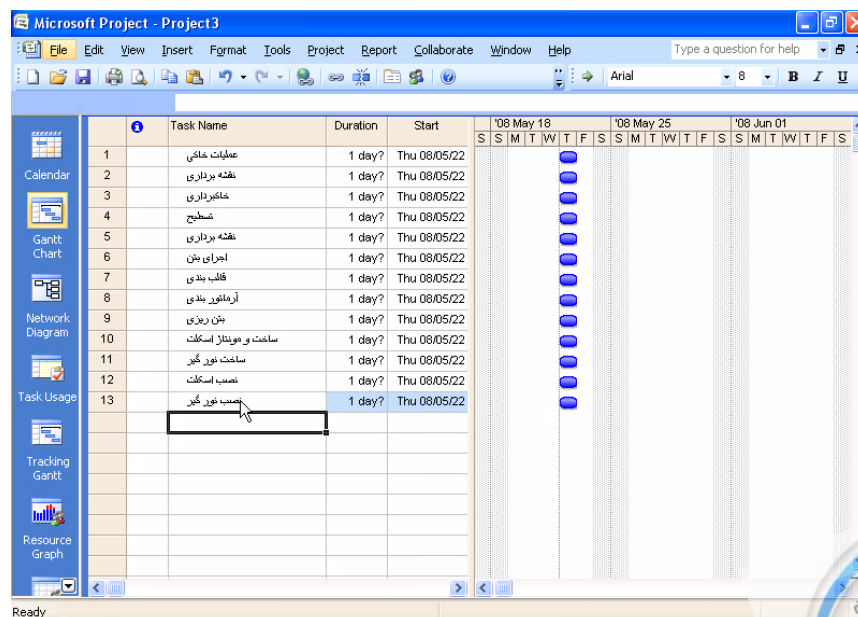 Microsoft Project - Project3
File Edit View Insert Format Tools Project Report Collaborate Window Help Type a question for help
Arial 8 B I U
Task Name Duration Start '08 May 18 '08 May 25 '08 Jun 01
S S M T W T F S S M T W T F S S M T W T F S
1 عملیات خاکی 1 day? Thu 08/05/22
2 نقشه برداری 1 day? Thu 08/05/22
3 خاکبرداری 1 day? Thu 08/05/22
4 تسطیح 1 day? Thu 08/05/22
5 نقشه برداری 1 day? Thu 08/05/22
6 اجرای بتن 1 day? Thu 08/05/22
7 قالب بندی 1 day? Thu 08/05/22
8 آرماتور بندی 1 day? Thu 08/05/22
9 بتن ریزی 1 day? Thu 08/05/22
10 ساخت و مونتاژ اسکلت 1 day? Thu 08/05/22
11 ساخت نور گیر 1 day? Thu 08/05/22
12 نصب اسکلت 1 day? Thu 08/05/22
13 نصب نور گیر 1 day? Thu 08/05/22
Calendar
Gantt
Chart
Network
Diagram
Task Usage
Tracking
Gantt
Resource
Graph
Ready